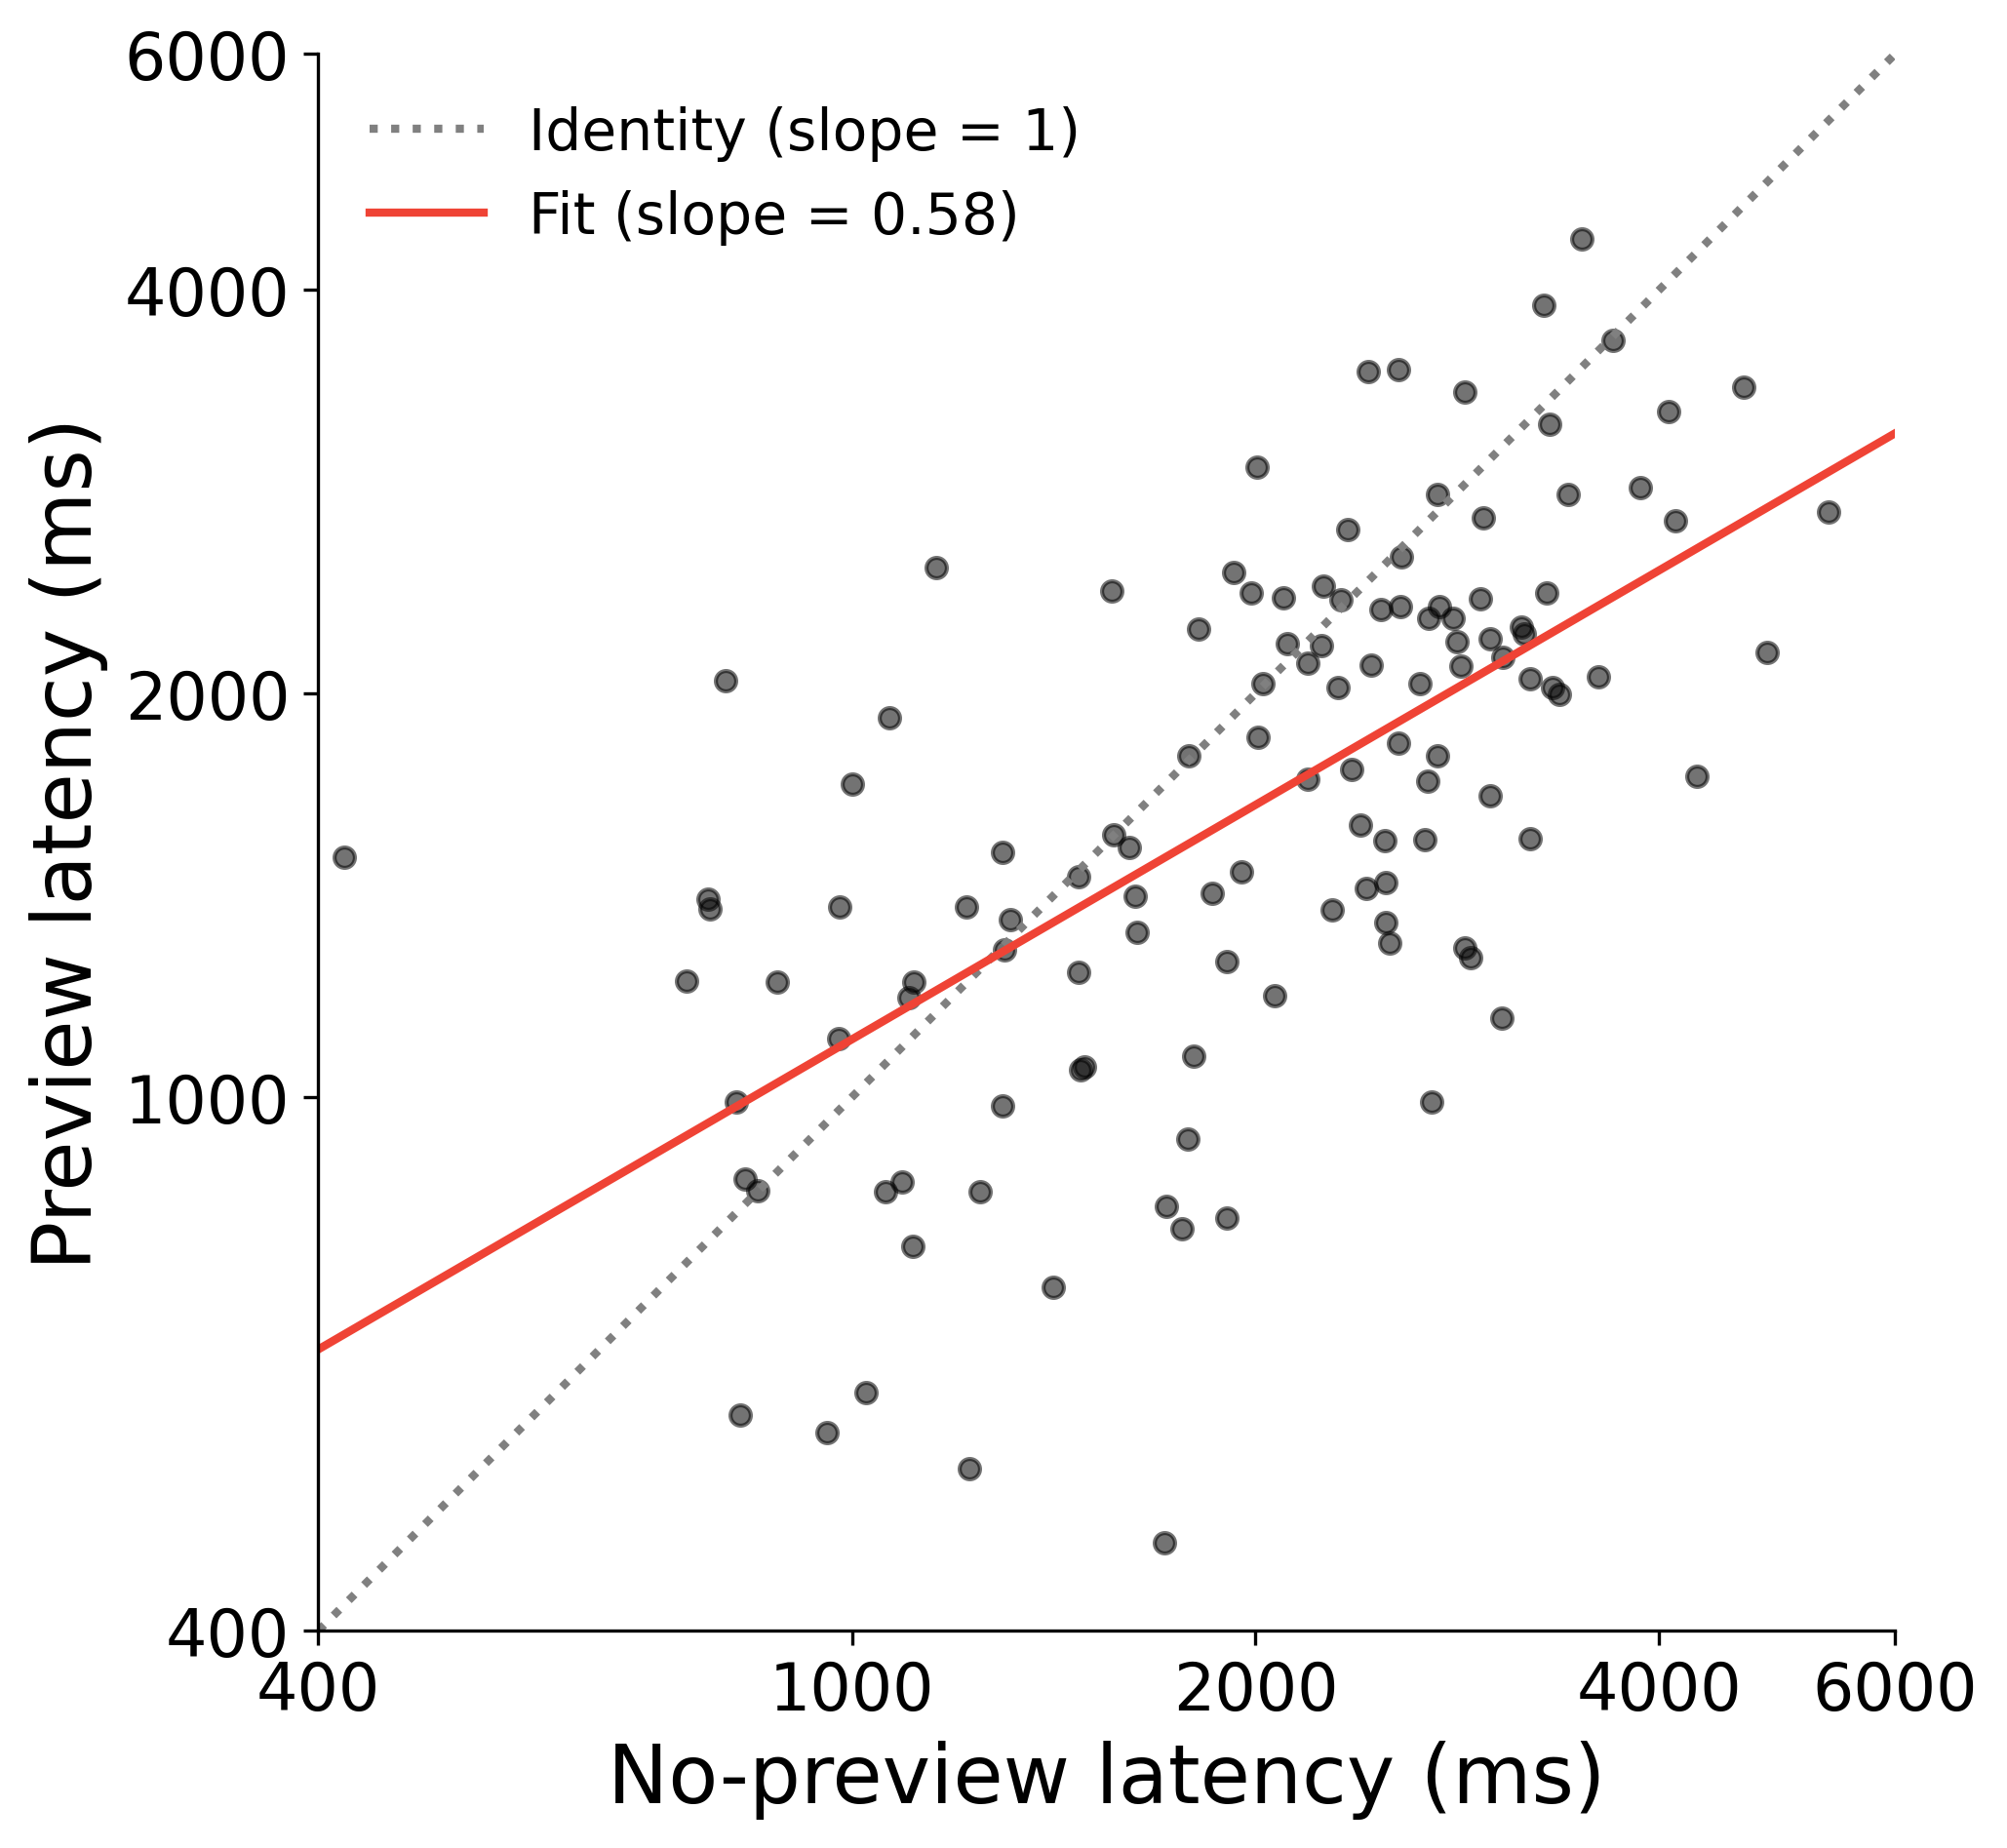 6000
4000
2000
1000
400
Preview latency (ms)
Identity (slope = 1)
Fit (slope = 0.58)
400
1000
2000
4000
6000
No-preview latency (ms)